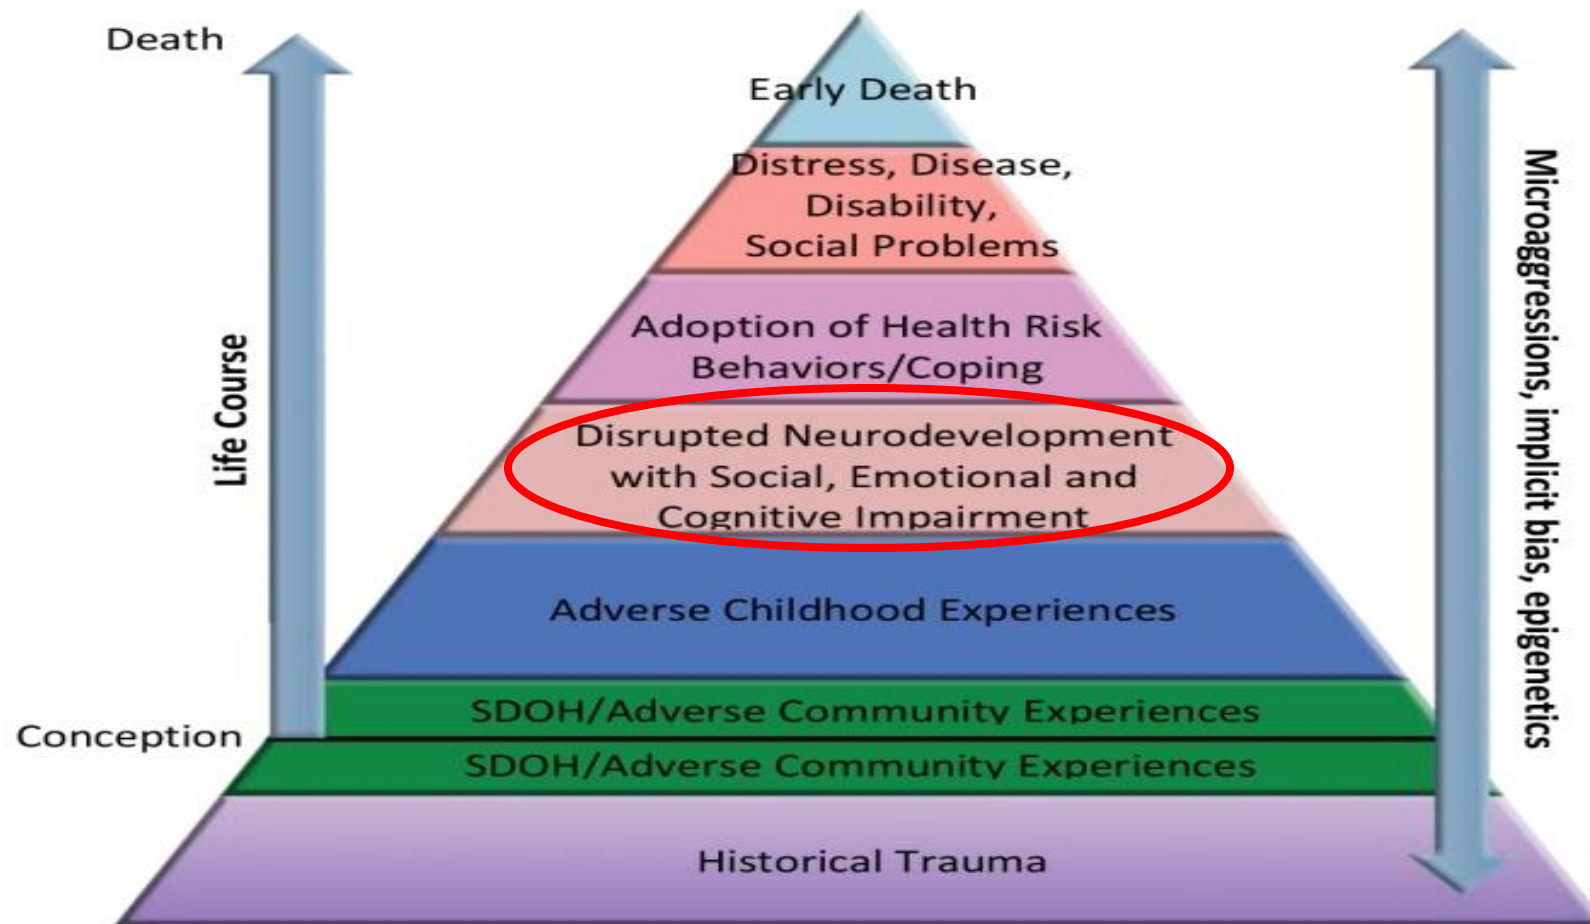 Death
Early Death
Distress, Disease,
Disability,
Social Problems
Adoption of Health Risk
Behaviors/Coping
Disrupted Neurodevelopment
with Social, Emotional and
Cognitive Impairment
Adverse Childhood Experiences
SDOH/Adverse Community Experiences
Conception
SDOH/Adverse Community Experiences
Historical Trauma
Life Course
Microaggressions, implicit bias, epigenetics